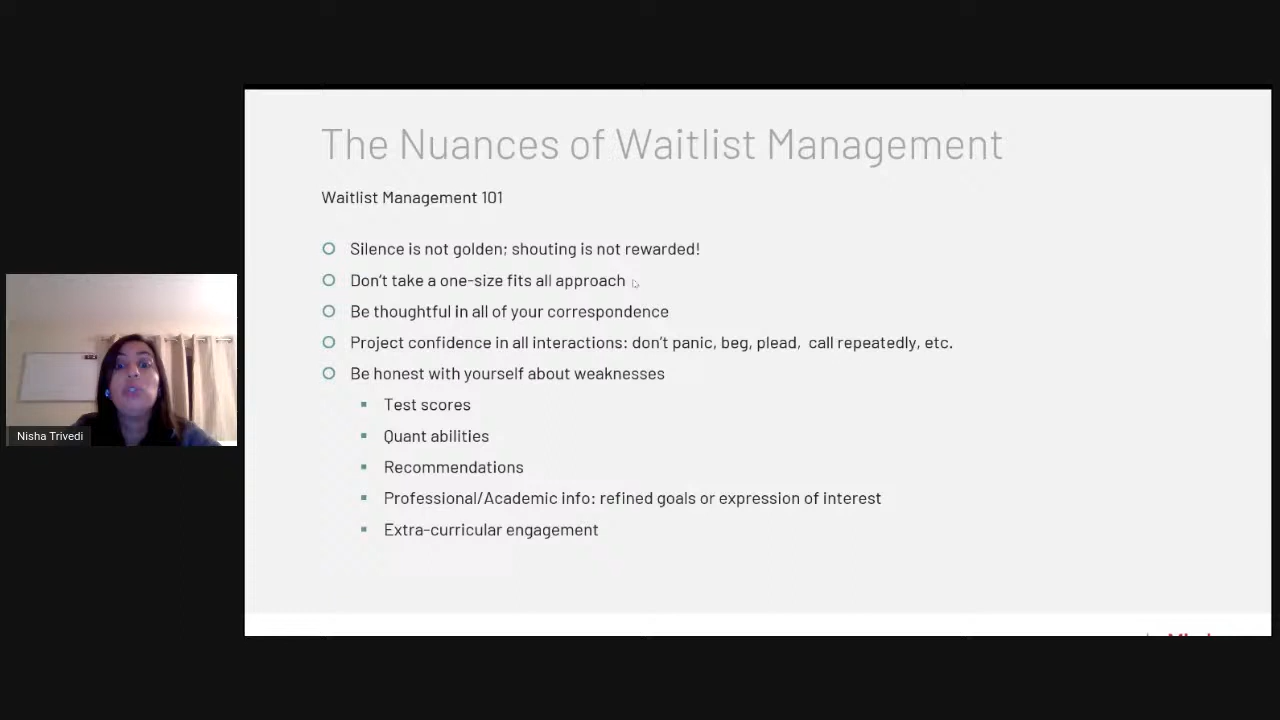 The Nuances of Waitlist Management
Waitlist Management 101
Silence is not golden; shouting is not rewarded!
Don't take a one-size fits all approach
Be thoughtful in all of your correspondence
Project confidence in all interactions: don't panic, beg, plead, call repeatedly, etc.
Be honest with yourself about weaknesses
Test scores
Quant abilities
Recommendations
Professional/Academic info: refined goals or expression of interest
Extra-curricular engagement
Nisha Trivedi